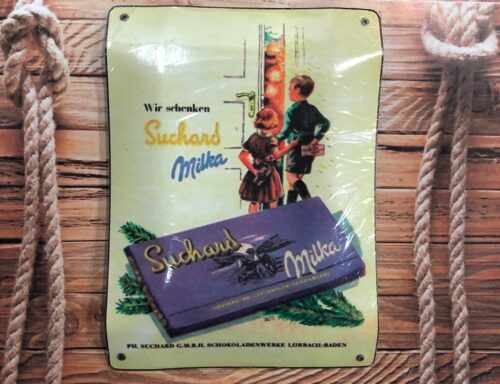 Wir schenken
Suchard
Milka
Suchard
Milka
PH. SUCHARD G.M.B.H. SCHOKOLADENWERKE LÖRRACH-BADEN